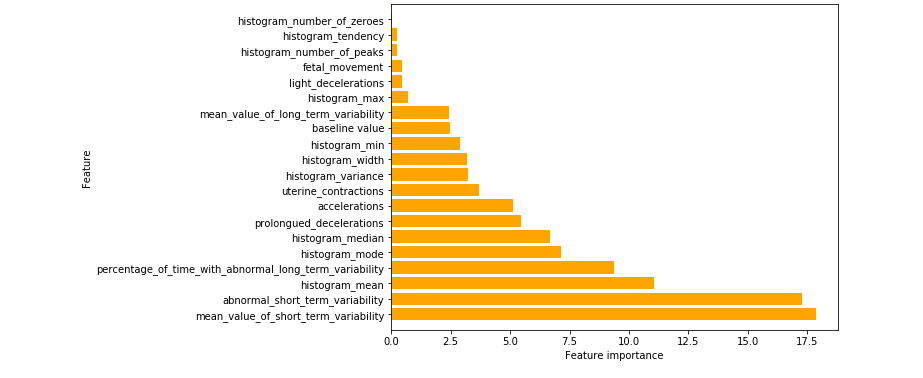 histogram_number_of_zeroes
histogram_tendency
histogram_number_of_peaks
fetal_movement
light_decelerations
histogram_max
mean_value_of_long_term_variability
baseline value
histogram_min
histogram_width
histogram_variance
uterine_contractions
accelerations
prolongued_decelerations
histogram_median
histogram_mode
percentage_of_time_with_abnormal_long_term_variability
histogram_mean
abnormal_short_term_variability
mean_value_of_short_term_variability
Feature
0.0 2.5 5.0 7.5 10.0 12.5 15.0 17.5
Feature importance